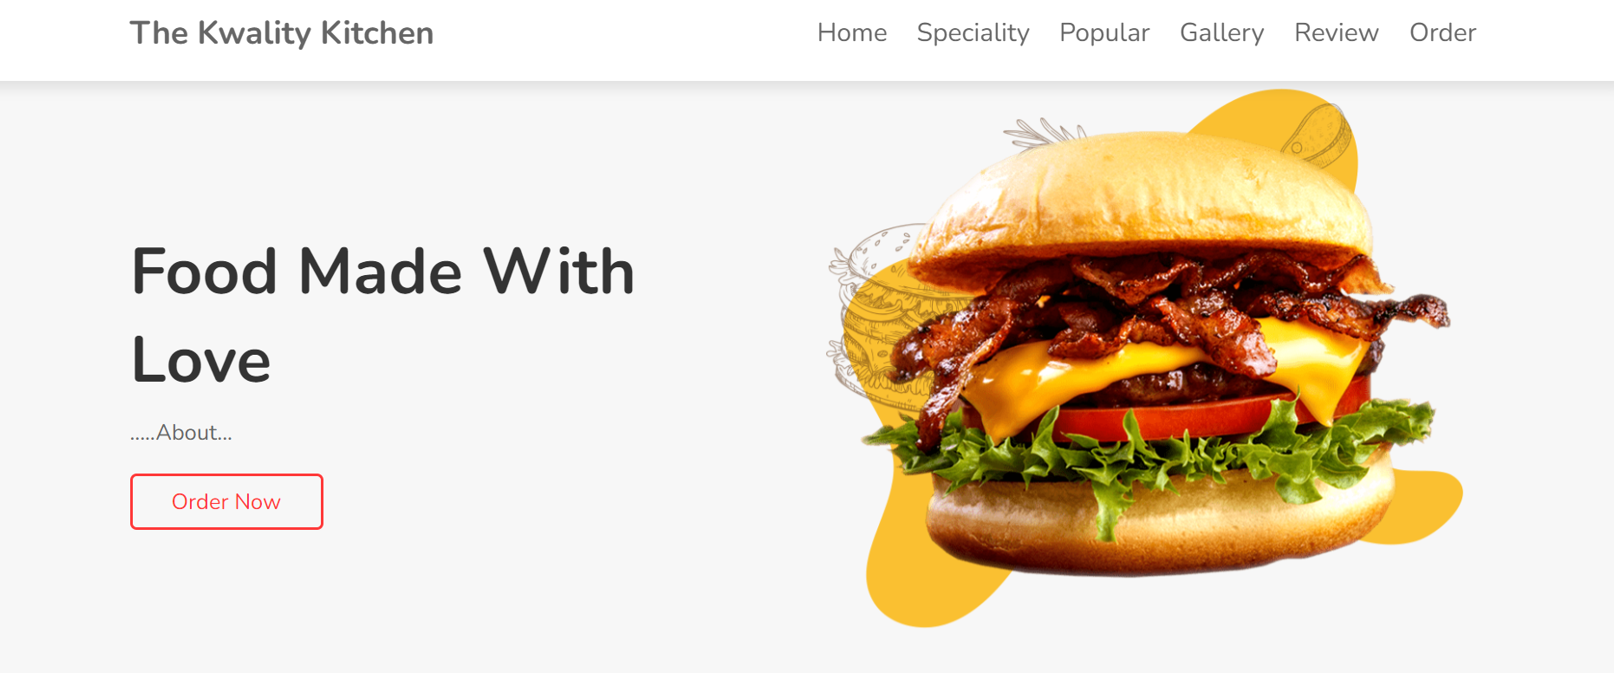 The Kwality Kitchen
Home Speciality Popular Gallery Review Order
Food Made With
Love
.....About...
Order Now